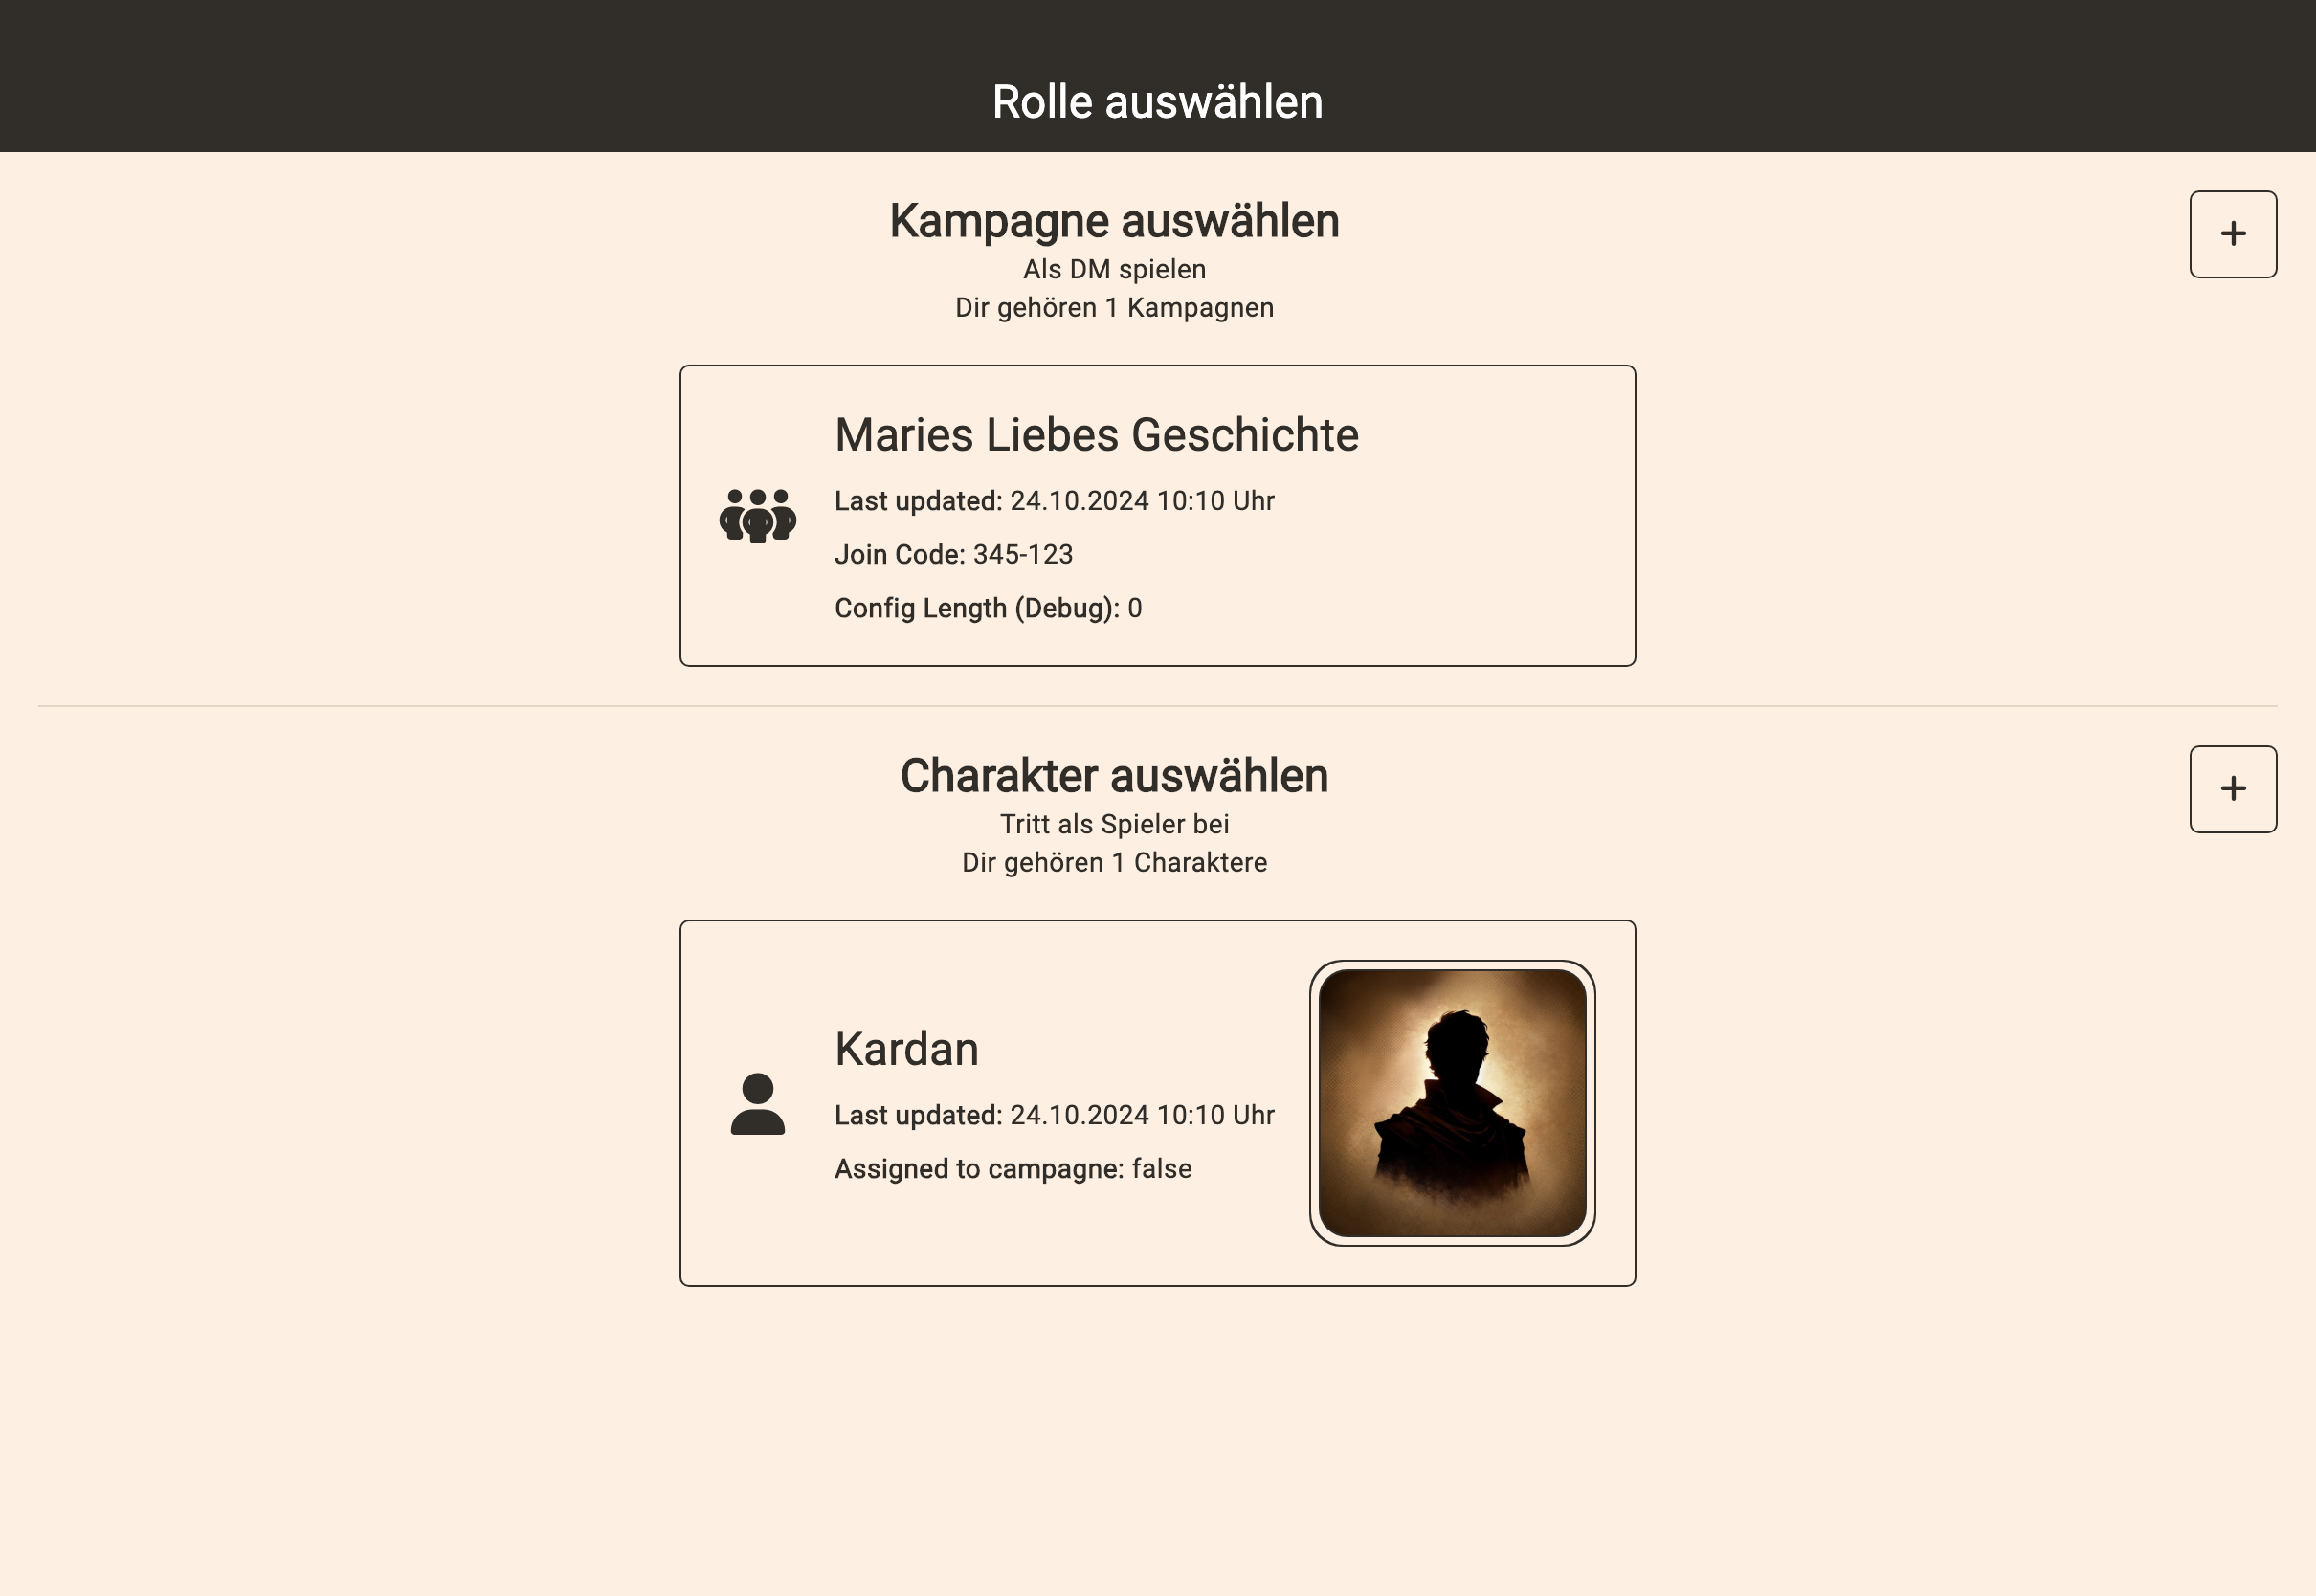 Rolle auswählen
Kampagne auswählen
Als DM spielen
Dir gehören 1 Kampagnen
Maries Liebes Geschichte
Last updated: 24.10.2024 10:10 Uhr
Join Code: 345-123
Config Length (Debug): 0
Charakter auswählen
Tritt als Spieler bei
Dir gehören 1 Charaktere
Kardan
Last updated: 24.10.2024 10:10 Uhr
Assigned to campagne: false